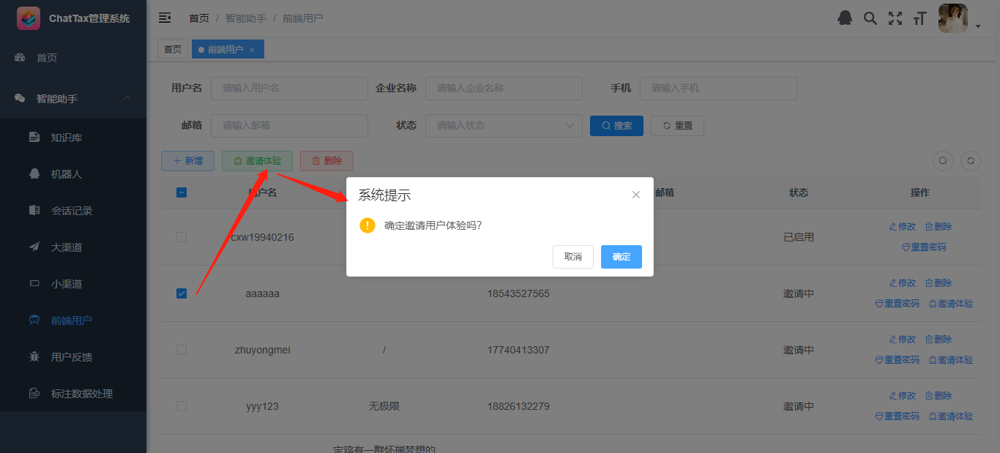 ChatTax管理系统
首页 / 智能助手 / 前端用户
首页
智能助手
知识库
机器人
会话记录
大渠道
小渠道
前端用户
用户反馈
标注数据处理
首页 前端用户 ×
用户名 请输入用户名 企业名称 请输入企业名称 手机 请输入手机
邮箱 请输入邮箱 状态 请输入状态 搜索 重置
新增 邀请体验 删除
用户名 邮箱 状态 操作
cxw19940216 已启用 修改 删除
重置密码
aaaaaa 18543527565 邀请中 修改 删除
重置密码 邀请体验
zhuyongmei / 17740413307 邀请中 修改 删除
重置密码 邀请体验
yyy123 无极限 18826132279 邀请中 修改 删除
重置密码 邀请体验
宝鸡有一群怀揣梦想的
系统提示
确定邀请用户体验吗?
取消 确定